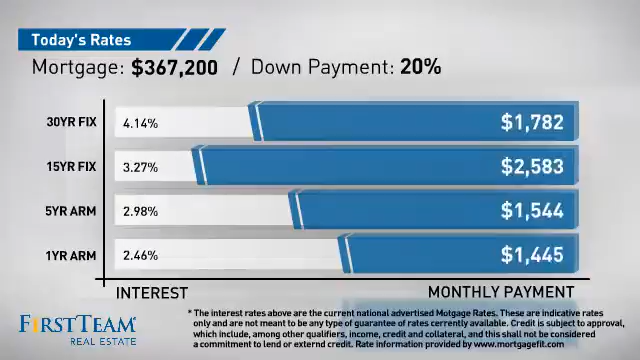 Today's Rates
Mortgage: $367,200 / Down Payment: 20%
30YR FIX 4.14% $1,782
15YR FIX 3.27% $2,583
5YR ARM 2.98% $1,544
1YR ARM 2.46% $1,445
INTEREST MONTHLY PAYMENT
* The interest rates above are the current national advertised Motgage Rates. These are indicative rates
only and are not meant to be any type of guarantee of rates currently available. Credit is subject to approval,
which include, among other qualifiers, income, credit and collateral, and this shall not be considered
a commitment to lend or externd credit. Rate information provided by www.mortgagefit.com
FIRSTTEAM®
REAL ESTATE